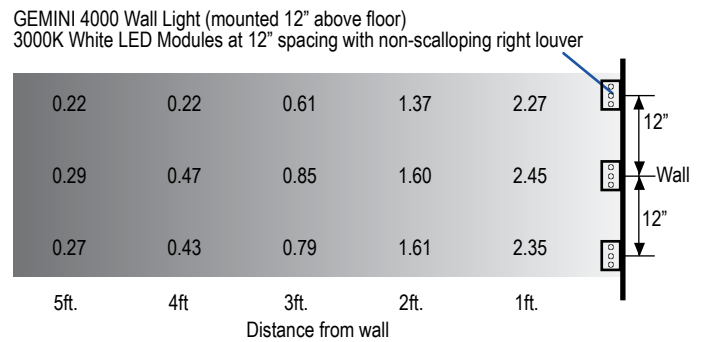 GEMINI 4000 Wall Light (mounted 12” above floor)
3000K White LED Modules at 12” spacing with non-scalloping right louver
0.22 0.22 0.61 1.37 2.27
12”
0.29 0.47 0.85 1.60 2.45 Wall
12”
0.27 0.43 0.79 1.61 2.35
5ft. 4ft 3ft. 2ft. 1ft.
Distance from wall